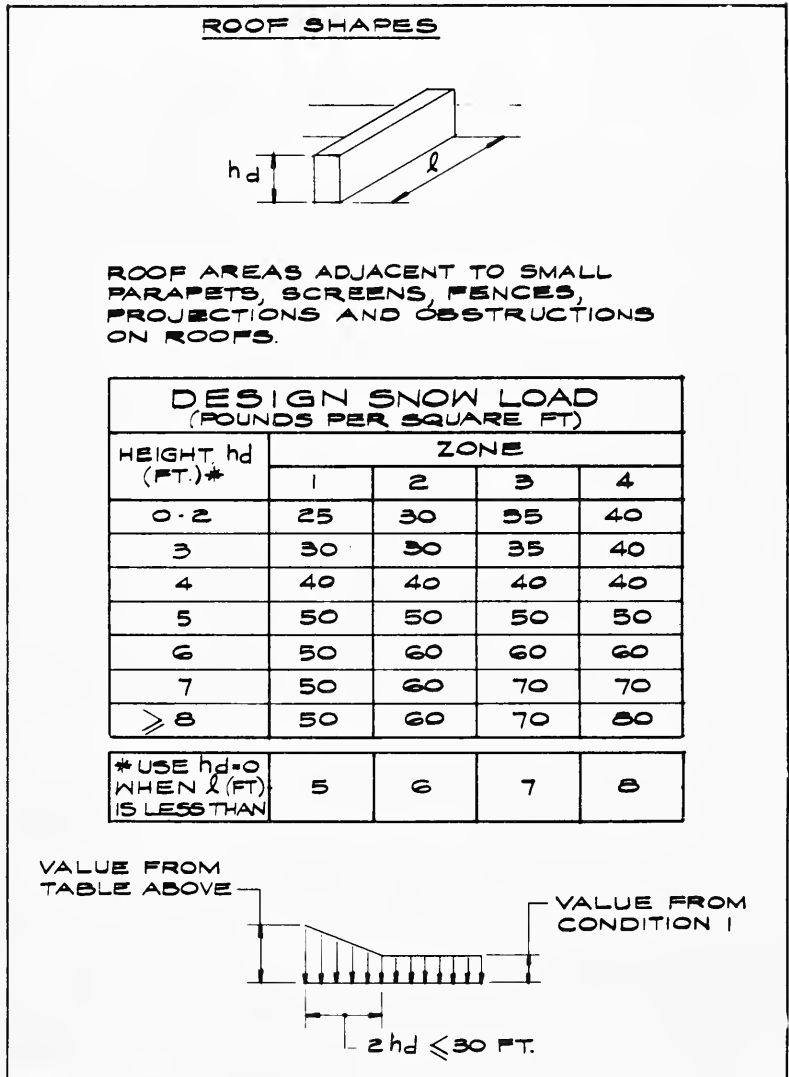 ROOF SHAPES
hd
l
ROOF AREAS ADJACENT TO SMALL
PARAPETS, SCREENS, FENCES,
PROJECTIONS AND OBSTRUCTIONS
ON ROOFS.
DESIGN SNOW LOAD
(POUNDS PER SQUARE FT)
HEIGHT hd (FT.)* ZONE
1 2 3 4
0-2 25 30 35 40
3 30 30 35 40
4 40 40 40 40
5 50 50 50 50
6 50 60 60 60
7 50 60 70 70
⩾ 8 50 60 70 80
* USE hd=0
WHEN l (FT) 5 6 7 8
IS LESS THAN
VALUE FROM
TABLE ABOVE
VALUE FROM
CONDITION 1
2hd ⩽ 30 FT.